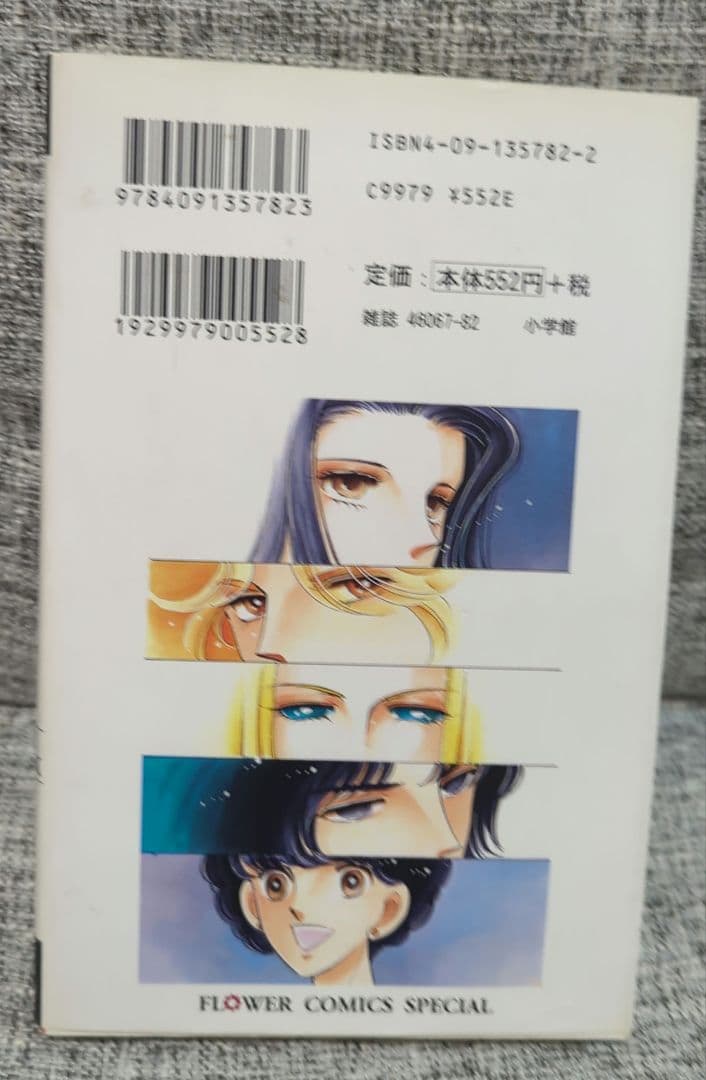 ISBN4-09-135782-2
9784091357823
C9979 ¥552E
定価：本体552円+税
1929979005528
雑誌 46067-82 小学館
FLOWER COMICS SPECIAL